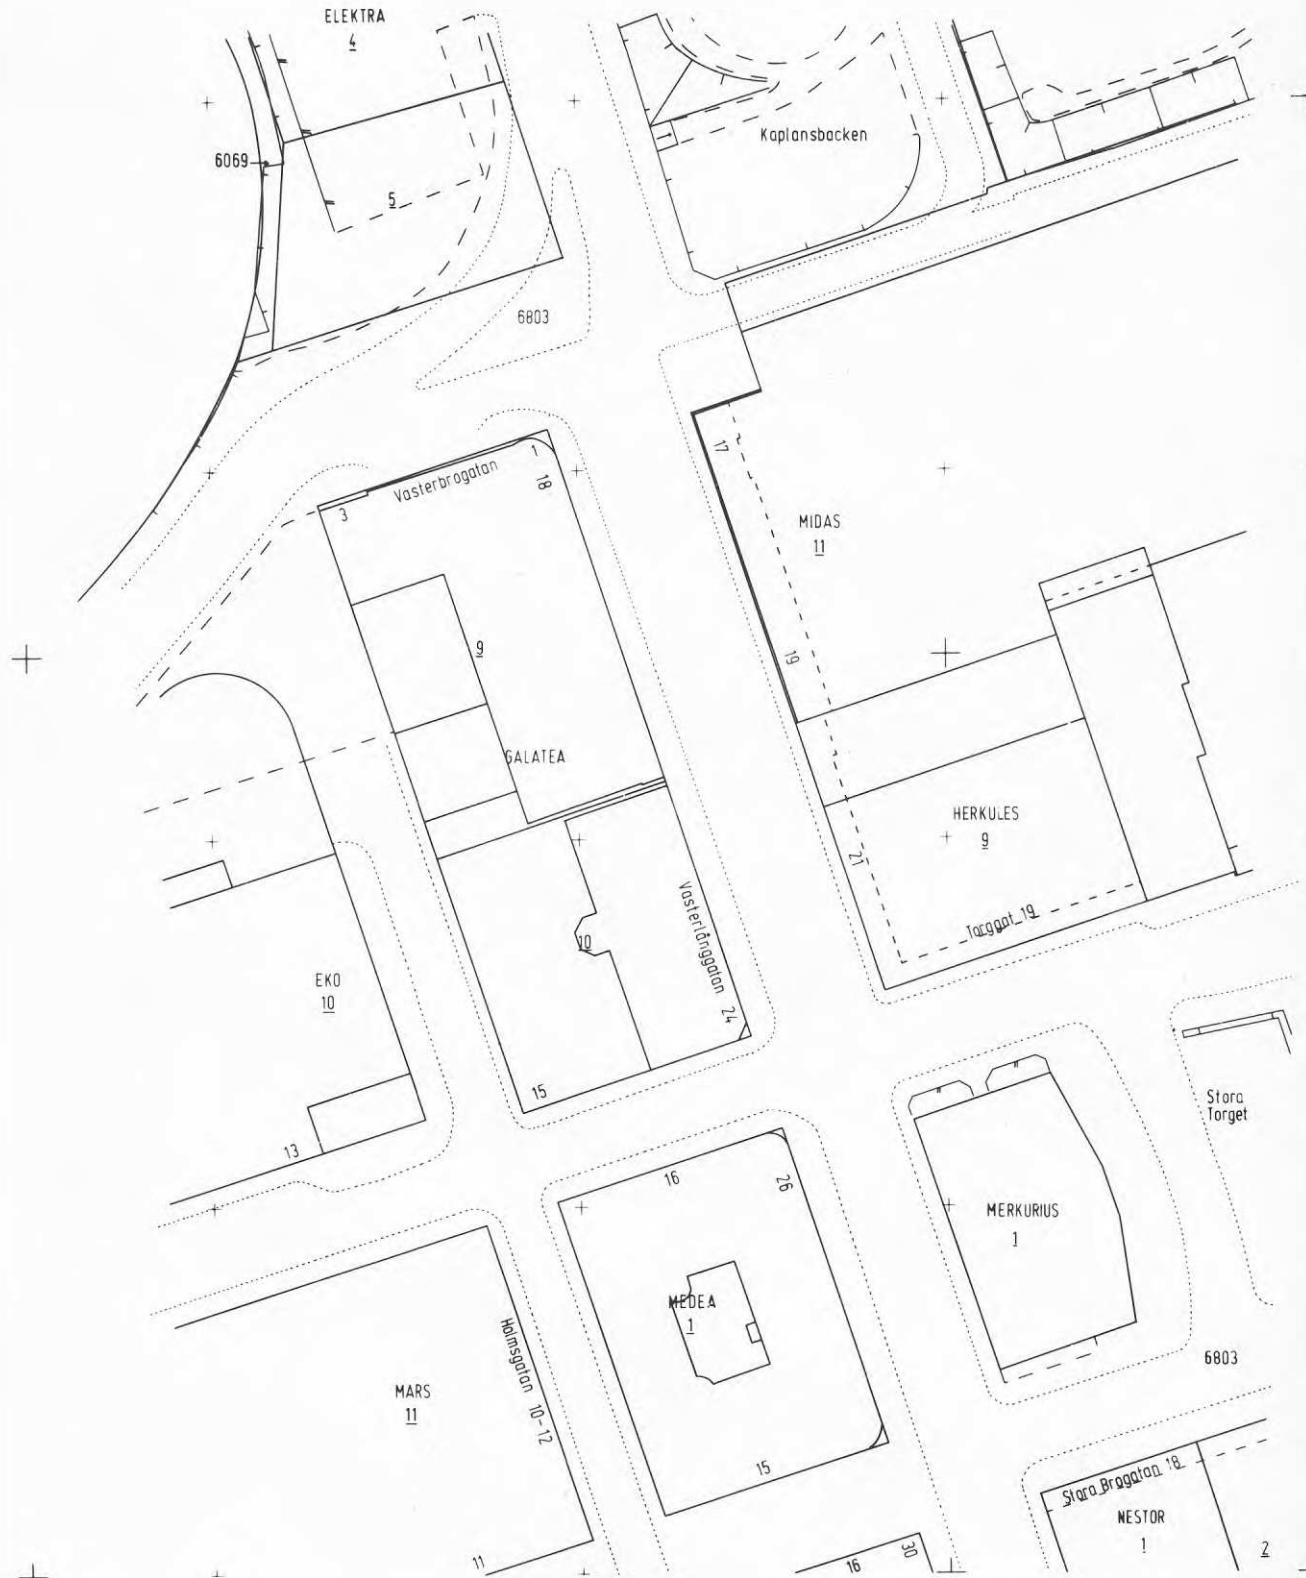 ELEKTRA
4
Kaplansbacken
6069
5
6803
17
1
Vasterbrogatan
18
3
MIDAS
11
9
19
GALATEA
HERKULES
9
21
Vasterlånggatan 24
Torggat. 19
10
EKO
10
15
Stora
Torget
13
16
26
MERKURIUS
1
MEDEA
1
Holmsgatan 10-12
6803
MARS
11
15
Stora Brogatan 18
NESTOR
1
2
11
16
30